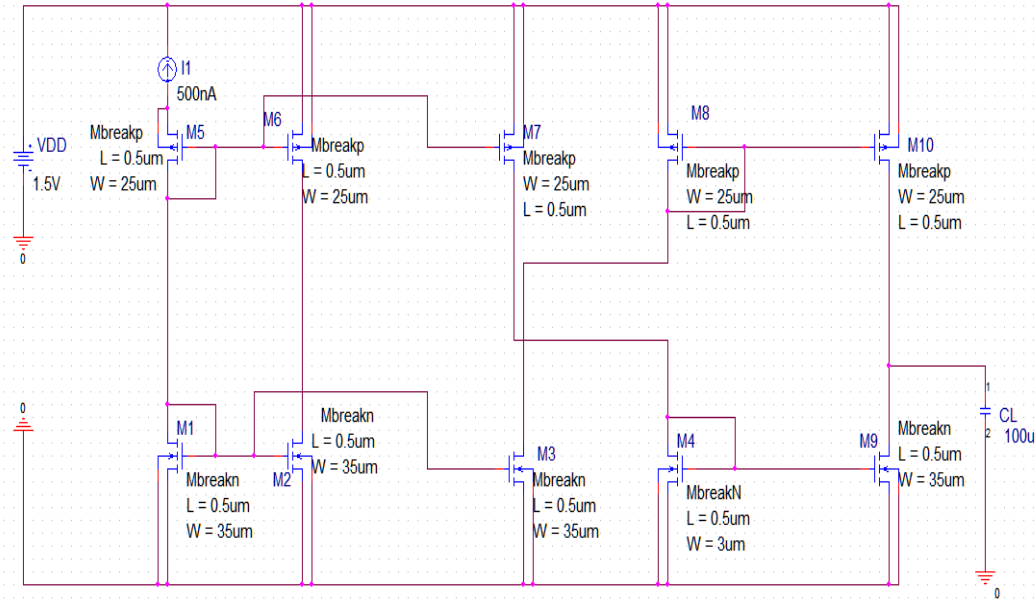 I1
500nA
VDD
1.5V
0
Mbreakp
M5
L = 0.5um
W = 25um
M6
Mbreakp
L = 0.5um
W = 25um
M7
Mbreakp
W = 25um
L = 0.5um
M8
Mbreakp
W = 25um
L = 0.5um
M10
Mbreakp
W = 25um
L = 0.5um
0
M1
Mbreakn
L = 0.5um
W = 35um
Mbreakn
L = 0.5um
W = 35um
M2
M3
Mbreakn
L = 0.5um
W = 35um
M4
MbreakN
L = 0.5um
W = 3um
M9
Mbreakn
L = 0.5um
W = 35um
1
CL
100u
2
0